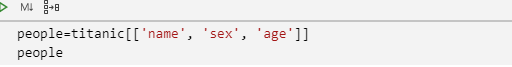 M↓
people=titanic[['name', 'sex', 'age']]
people